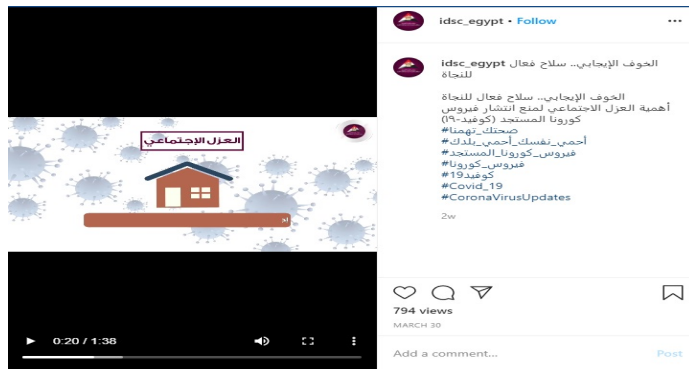 idsc_egypt • Follow
idsc_egypt الخوف الإيجابي.. سلاح فعال
للنجاة
الخوف الإيجابي.. سلاح فعال للنجاة
أهمية العزل الاجتماعي لمنع انتشار فيروس
كورونا المستجد (كوفيد-١٩)
#صحتك_تهمنا
#أحمي_نفسك_أحمي_بلدك
#فيروس_كورونا_المستجد
#فيروس_كورونا
#كوفيد19
#Covid_19
#CoronaVirusUpdates
2w
العزل الإجتماعي
0:20 / 1:38
794 views
MARCH 30
Add a comment...
Post